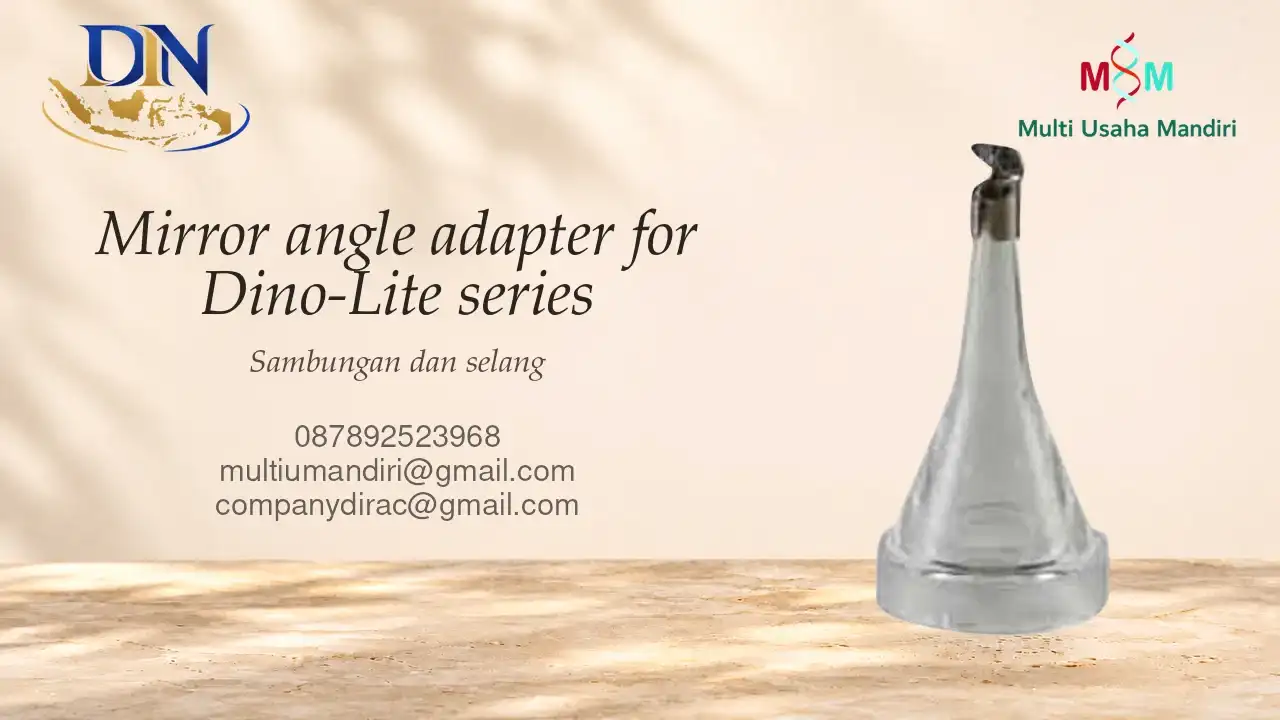 DIN
M M
Multi Usaha Mandiri
Mirror angle adapter for
Dino-Lite series
Sambungan dan selang
087892523968
multiumandiri@gmail.com
companydirac@gmail.com